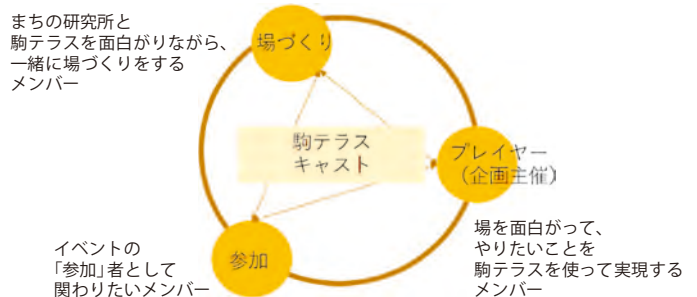 まちの研究所と
駒テラスを面白がりながら、
一緒に場づくりをする
メンバー
場づくり
駒テラス
キャスト
プレイヤー
（企画主催）
場を面白がって、
やりたいことを
駒テラスを使って実現する
メンバー
参加
イベントの
「参加」者として
関わりたいメンバー